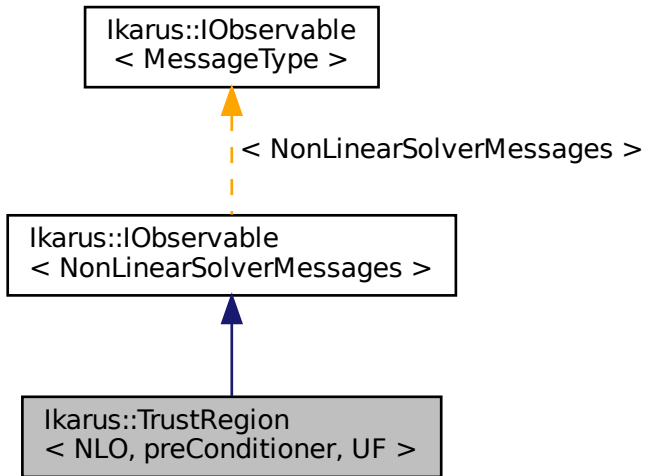 Ikarus::IObservable
< MessageType >
< NonLinearSolverMessages >
Ikarus::IObservable
< NonLinearSolverMessages >
Ikarus::TrustRegion
< NLO, preConditioner, UF >